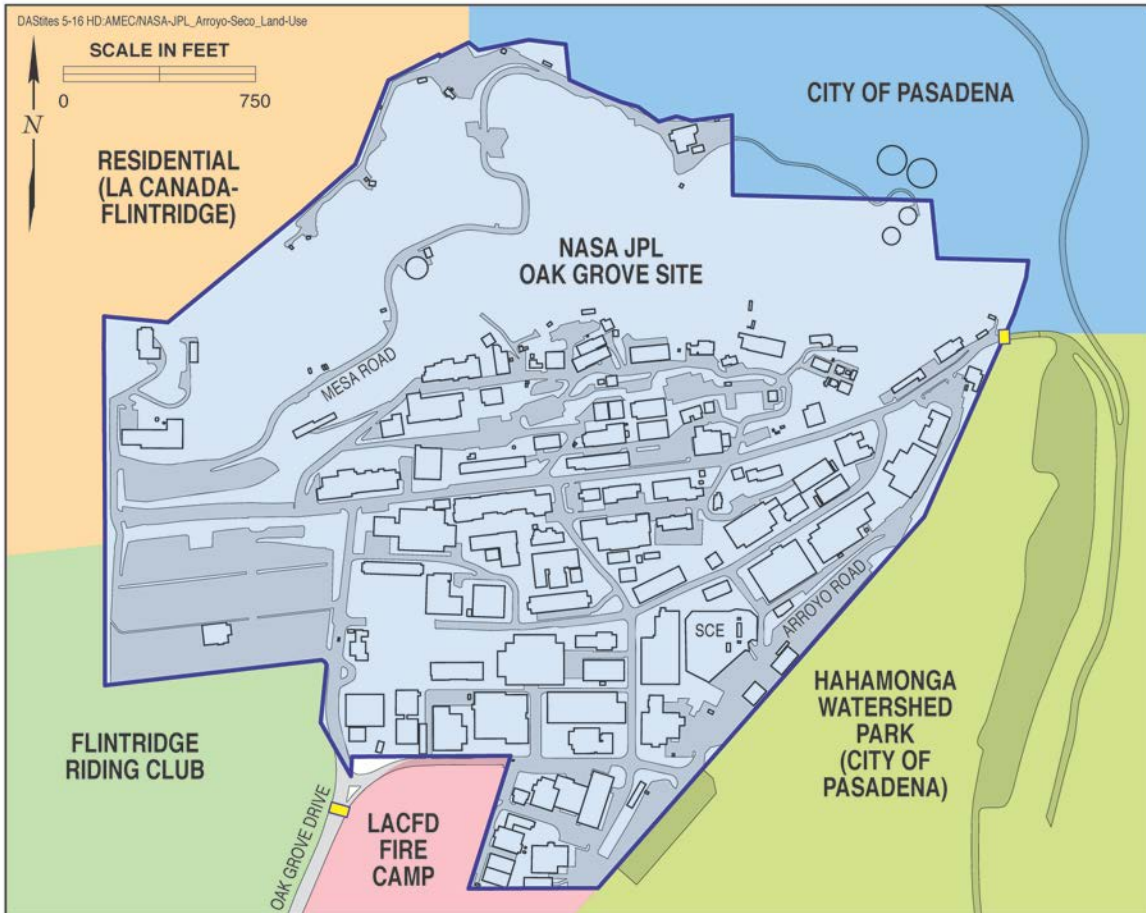 DAStites 5-16 HD:AMEC/NASA-JPL_Arroyo-Seco_Land-Use
SCALE IN FEET
0 750
N
CITY OF PASADENA
RESIDENTIAL
(LA CANADA-
FLINTRIDGE)
NASA JPL
OAK GROVE SITE
MESA ROAD
SCE
ARROYO ROAD
HAHAMONGA
WATERSHED
PARK
(CITY OF
PASADENA)
FLINTRIDGE
RIDING CLUB
OAK GROVE DRIVE
LACFD
FIRE
CAMP